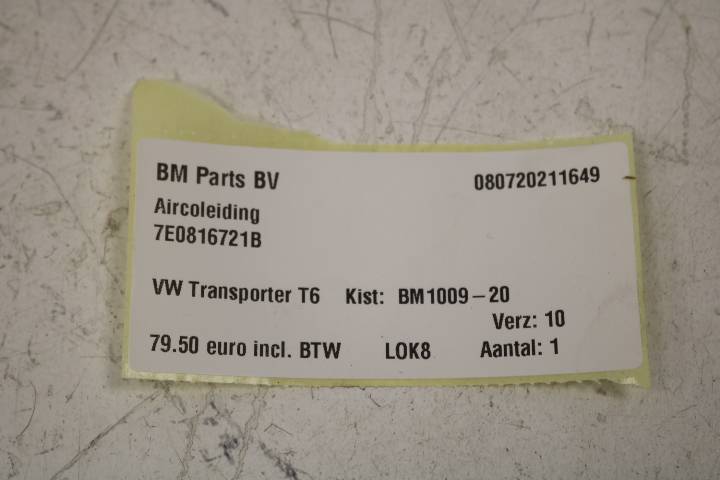 BM Parts BV 080720211649
Aircoleiding
7E0816721B
VW Transporter T6 Kist: BM1009-20
Verz: 10
79.50 euro incl. BTW LOK8 Aantal: 1